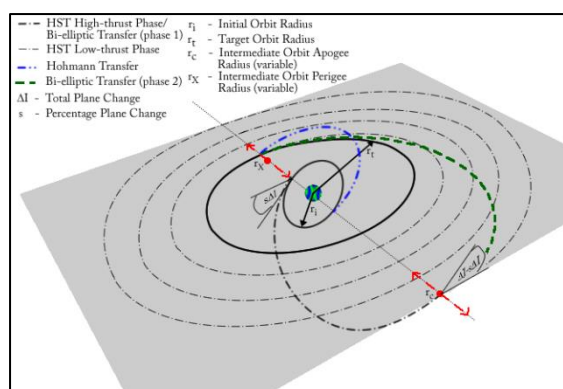 HST High-thrust Phase/
Bi-elliptic Transfer (phase 1)
HST Low-thrust Phase
Hohmann Transfer
Bi-elliptic Transfer (phase 2)
ΔI - Total Plane Change
s - Percentage Plane Change
ri - Initial Orbit Radius
rt - Target Orbit Radius
rc - Intermediate Orbit Apogee
Radius (variable)
rX - Intermediate Orbit Perigee
Radius (variable)
rX
rt
sΔI
ri
ΔI-sΔI
rc